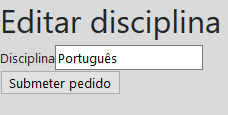 Editar disciplina
Disciplina Português
Submeter pedido